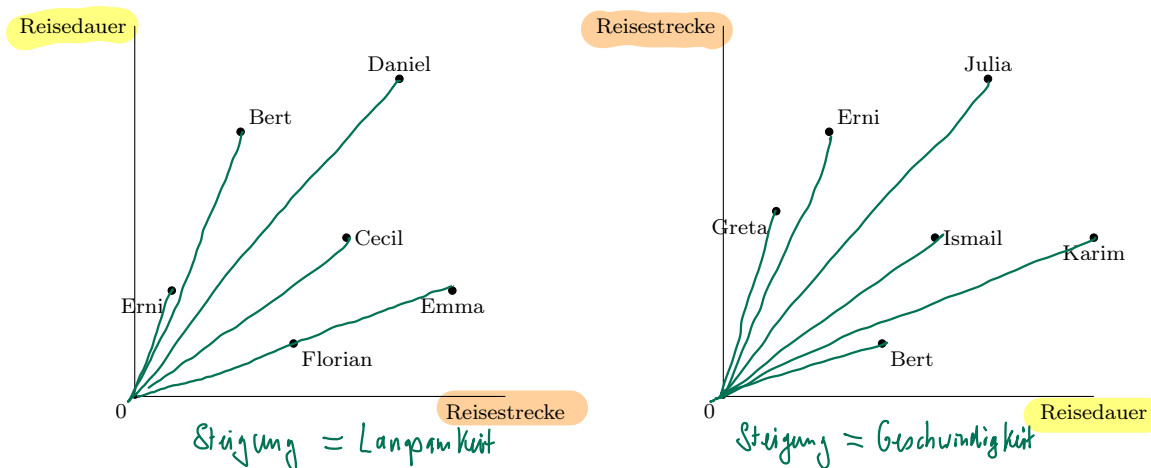 Reisedauer
Daniel
Bert
Cecil
Erni
Emma
Florian
0
Reisestrecke
Steigung = Langsamkeit
Reisestrecke
Julia
Erni
Greta
Ismail
Karim
Bert
0
Reisedauer
Steigung = Geschwindigkeit